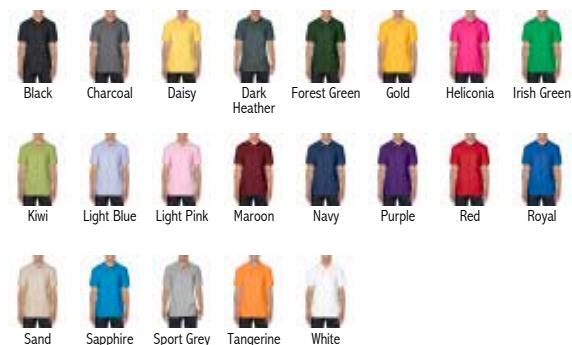 Black Charcoal Daisy Dark Heather Forest Green Gold Heliconia Irish Green
Kiwi Light Blue Light Pink Maroon Navy Purple Red Royal
Sand Sapphire Sport Grey Tangerine White